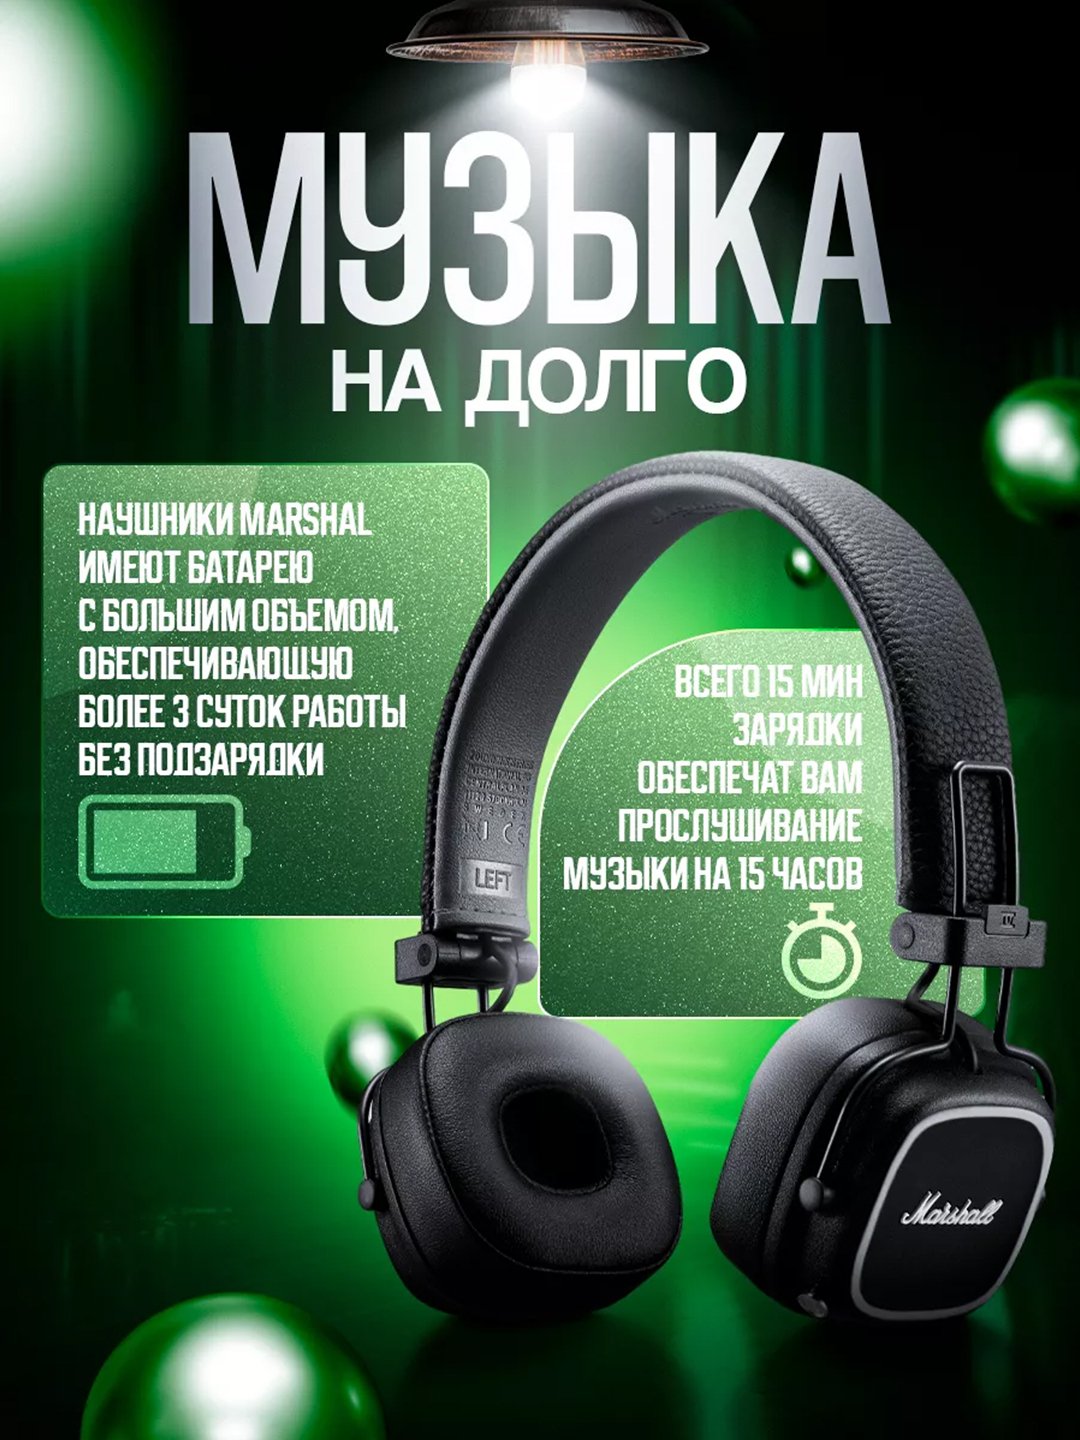 МУЗЫКА
НА ДОЛГО
НАУШНИКИ MARSHAL
ИМЕЮТ БАТАРЕЮ
С БОЛЬШИМ ОБЪЕМОМ,
ОБЕСПЕЧИВАЮЩУЮ
БОЛЕЕ 3 СУТОК РАБОТЫ
БЕЗ ПОДЗАРЯДКИ
ВСЕГО 15 МИН
ЗАРЯДКИ
ОБЕСПЕЧАТ ВАМ
ПРОСЛУШИВАНИЕ
МУЗЫКИ НА 15 ЧАСОВ
LEFT
Marshall